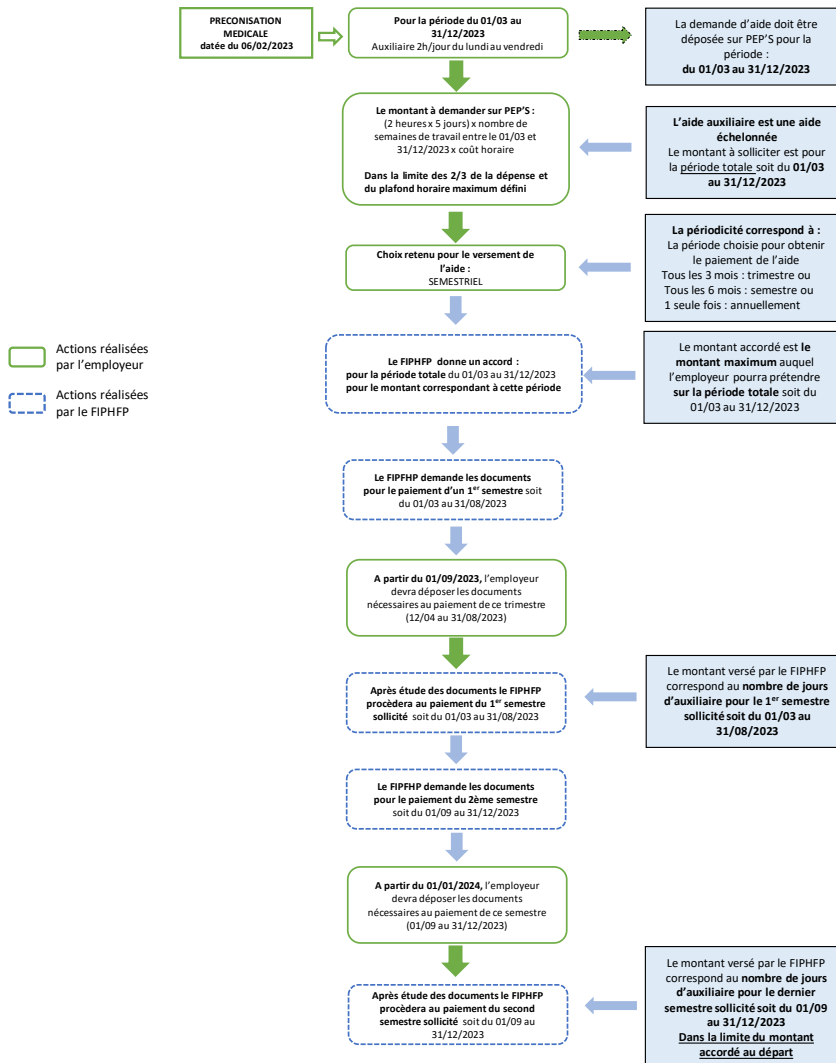 PRECONISATION
MEDICALE
datée du 06/02/2023
Pour la période du 01/03 au
31/12/2023
Auxiliaire 2h/jour du lundi au vendredi
La demande d'aide doit être
déposée sur PEP'S pour la
période :
du 01/03 au 31/12/2023
Le montant à demander sur PEP'S :
(2 heures x 5 jours) x nombre de
semaines de travail entre le 01/03 et
31/12/2023 x coût horaire
Dans la limite des 2/3 de la dépense et
du plafond horaire maximum défini
L'aide auxiliaire est une aide
échelonnée
Le montant à solliciter est pour
la période totale soit du 01/03
au 31/12/2023
Choix retenu pour le versement de
l'aide :
SEMESTRIEL
La périodicité correspond à :
La période choisie pour obtenir
le paiement de l'aide
Tous les 3 mois : trimestre ou
Tous les 6 mois : semestre ou
1 seule fois : annuellement
Actions réalisées
par l'employeur
Actions réalisées
par le FIPHFP
Le FIPHFP donne un accord :
pour la période totale du 01/03 au 31/12/2023
pour le montant correspondant à cette période
Le montant accordé est le
montant maximum auquel
l'employeur pourra prétendre
sur la période totale soit du
01/03 au 31/12/2023
Le FIPFHP demande les documents
pour le paiement d'un 1er semestre soit
du 01/03 au 31/08/2023
A partir du 01/09/2023, l'employeur
devra déposer les documents
nécessaires au paiement de ce trimestre
(12/04 au 31/08/2023)
Après étude des documents le FIPHFP
procèdera au paiement du 1er semestre
sollicité soit du 01/03 au 31/08/2023
Le montant versé par le FIPHFP
correspond au nombre de jours
d'auxiliaire pour le 1er semestre
sollicité soit du 01/03 au
31/08/2023
Le FIPFHP demande les documents
pour le paiement du 2ème semestre
soit du 01/09 au 31/12/2023
A partir du 01/01/2024, l'employeur
devra déposer les documents
nécessaires au paiement de ce semestre
(01/09 au 31/12/2023)
Après étude des documents le FIPHFP
procèdera au paiement du second
semestre sollicité soit du 01/09 au
31/12/2023
Le montant versé par le FIPHFP
correspond au nombre de jours
d'auxiliaire pour le dernier
semestre sollicité soit du 01/09
au 31/12/2023
Dans la limite du montant
accordé au départ